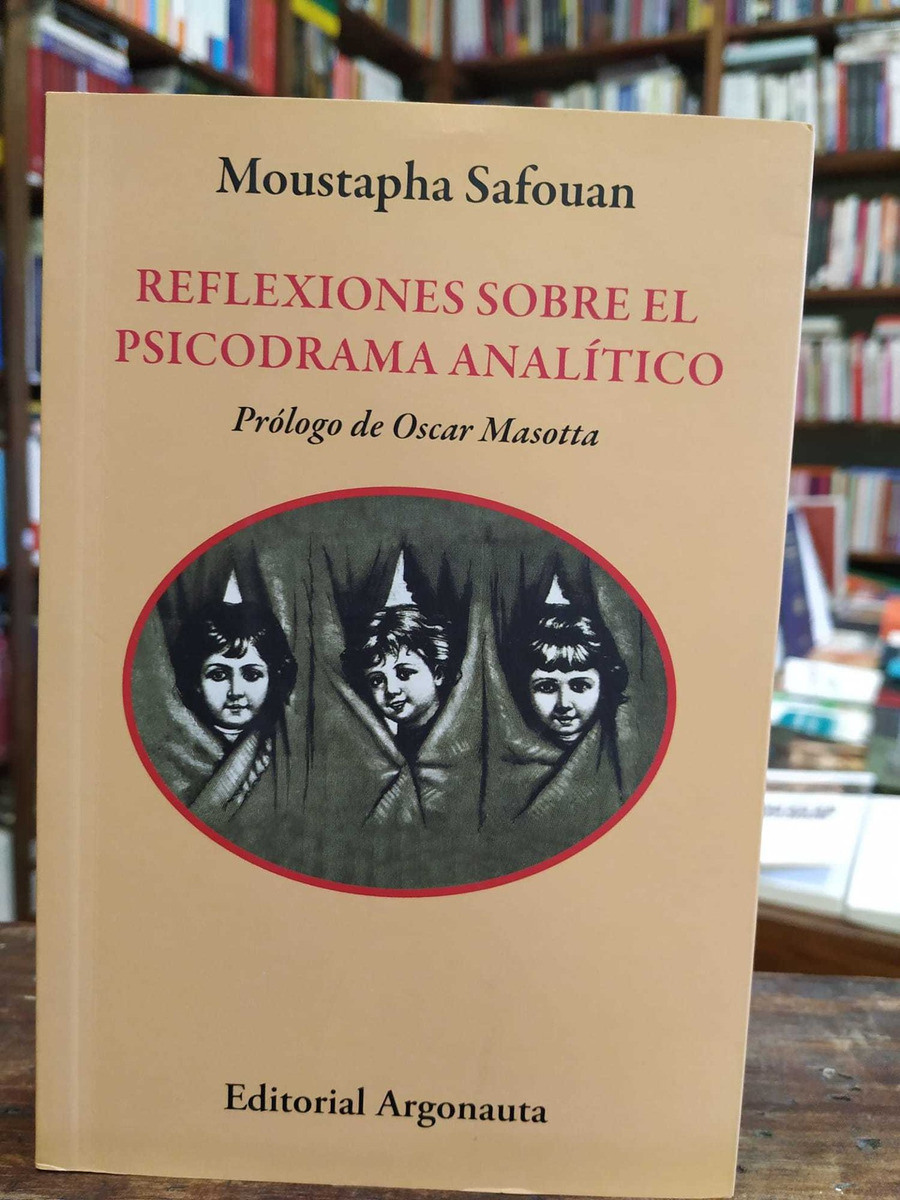 Moustapha Safouan
REFLEXIONES SOBRE EL
PSICODRAMA ANALÍTICO
Prólogo de Oscar Masotta
Editorial Argonauta